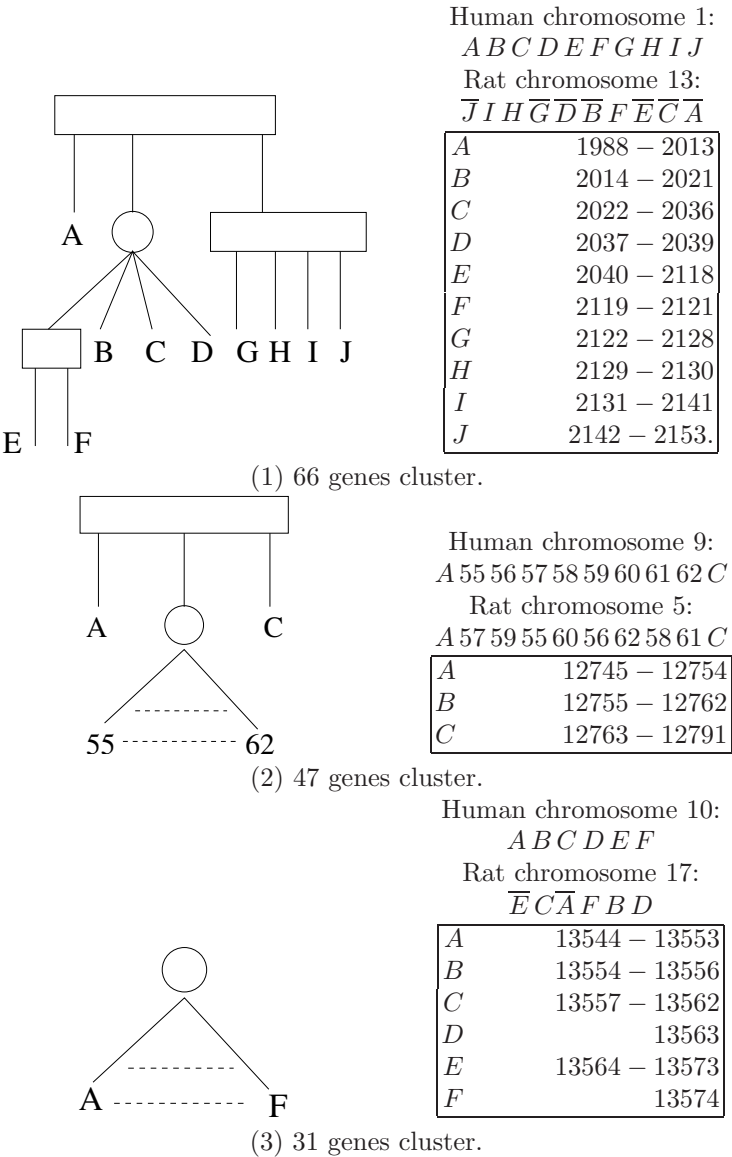 Human chromosome 1:
A B C D E F G H I J
Rat chromosome 13:
J̅ I H G̅ D̅ B̅ F E̅ C̅ A̅
A 1988 – 2013
B 2014 – 2021
C 2022 – 2036
D 2037 – 2039
E 2040 – 2118
F 2119 – 2121
G 2122 – 2128
H 2129 – 2130
I 2131 – 2141
J 2142 – 2153.
A
B C D G H I J
E F
(1) 66 genes cluster.
Human chromosome 9:
A 55 56 57 58 59 60 61 62 C
Rat chromosome 5:
A 57 59 55 60 56 62 58 61 C
A 12745 – 12754
B 12755 – 12762
C 12763 – 12791
A C
55 62
(2) 47 genes cluster.
Human chromosome 10:
A B C D E F
Rat chromosome 17:
E̅ C A̅ F B D
A 13544 – 13553
B 13554 – 13556
C 13557 – 13562
D 13563
E 13564 – 13573
F 13574
A F
(3) 31 genes cluster.